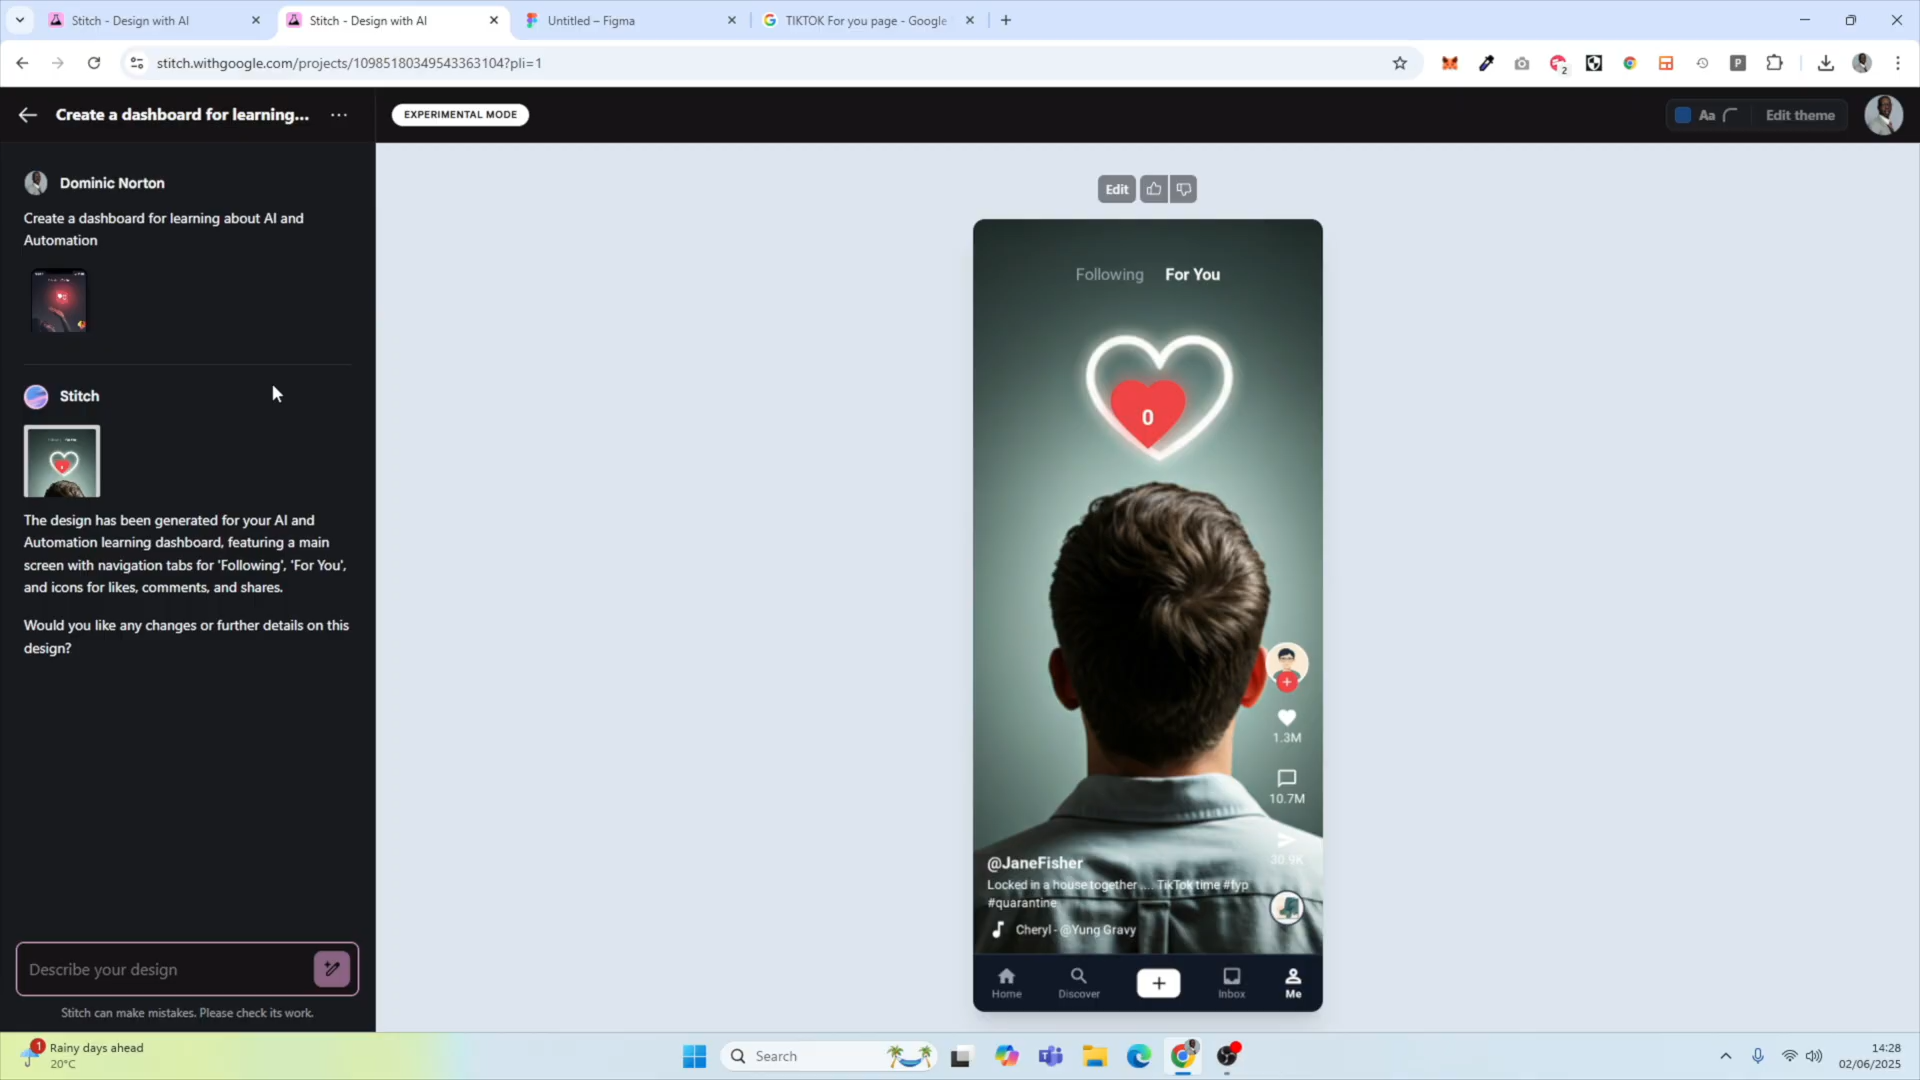 Stitch - Design with AI
Stitch - Design with AI
Untitled – Figma
TIKTOK For you page - Google
stitch.withgoogle.com/projects/10985180349543363104?pli=1
2
P
Create a dashboard for learning...
EXPERIMENTAL MODE
Aa
Edit theme
Dominic Norton
Create a dashboard for learning about AI and
Automation
Stitch
The design has been generated for your AI and
Automation learning dashboard, featuring a main
screen with navigation tabs for 'Following', 'For You',
and icons for likes, comments, and shares.
Would you like any changes or further details on this
design?
Describe your design
Stitch can make mistakes. Please check its work.
Edit
Following
For You
0
1.3M
10.7M
30.9K
@JaneFisher
Locked in a house together .... TikTok time #fyp
#quarantine
Cheryl - @Yung Gravy
Home
Discover
Inbox
Me
1
Rainy days ahead
20°C
Search
14:28
02/06/2025